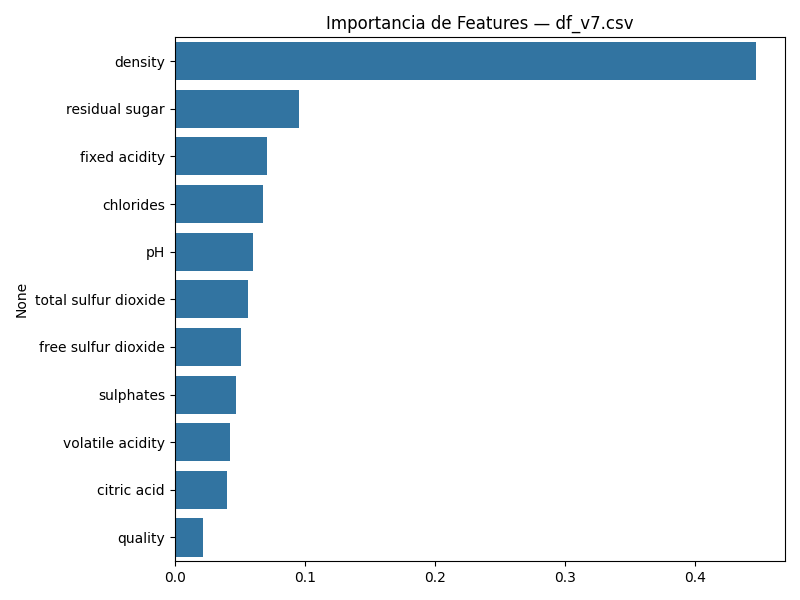 Importancia de Features — df_v7.csv
None
density
residual sugar
fixed acidity
chlorides
pH
total sulfur dioxide
free sulfur dioxide
sulphates
volatile acidity
citric acid
quality
0.0 0.1 0.2 0.3 0.4